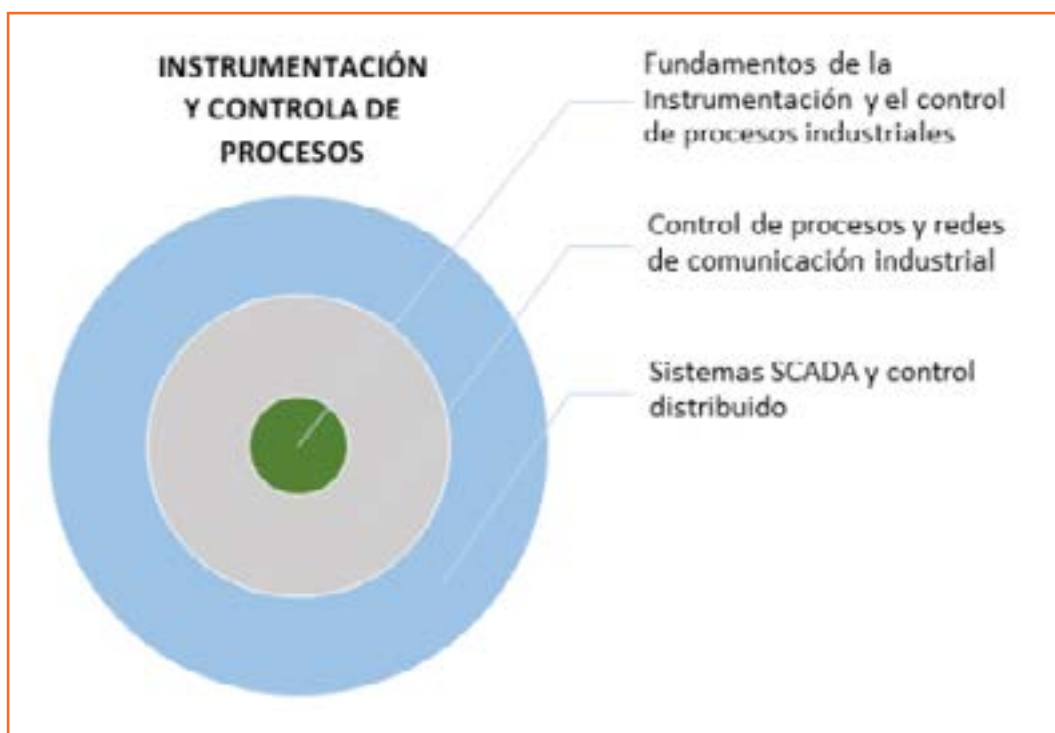 INSTRUMENTACIÓN
Y CONTROLA DE
PROCESOS
Fundamentos de la
Instrumentación y el control
de procesos industriales
Control de procesos y redes
de comunicación industrial
Sistemas SCADA y control
distribuido